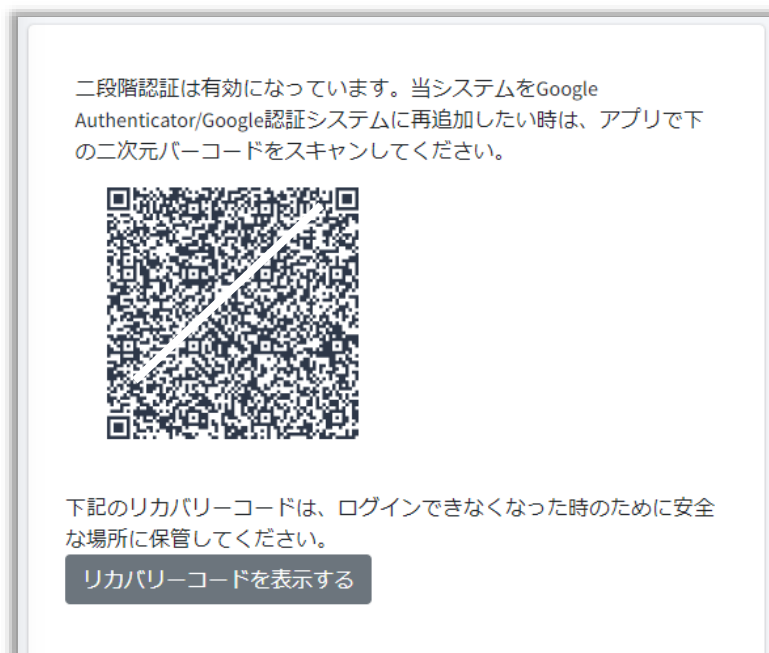 二段階認証は有効になっています。当システムをGoogle
Authenticator/Google認証システムに再追加したい時は、アプリで下
の二次元バーコードをスキャンしてください。
下記のリカバリーコードは、ログインできなくなった時のために安全
な場所に保管してください。
リカバリーコードを表示する